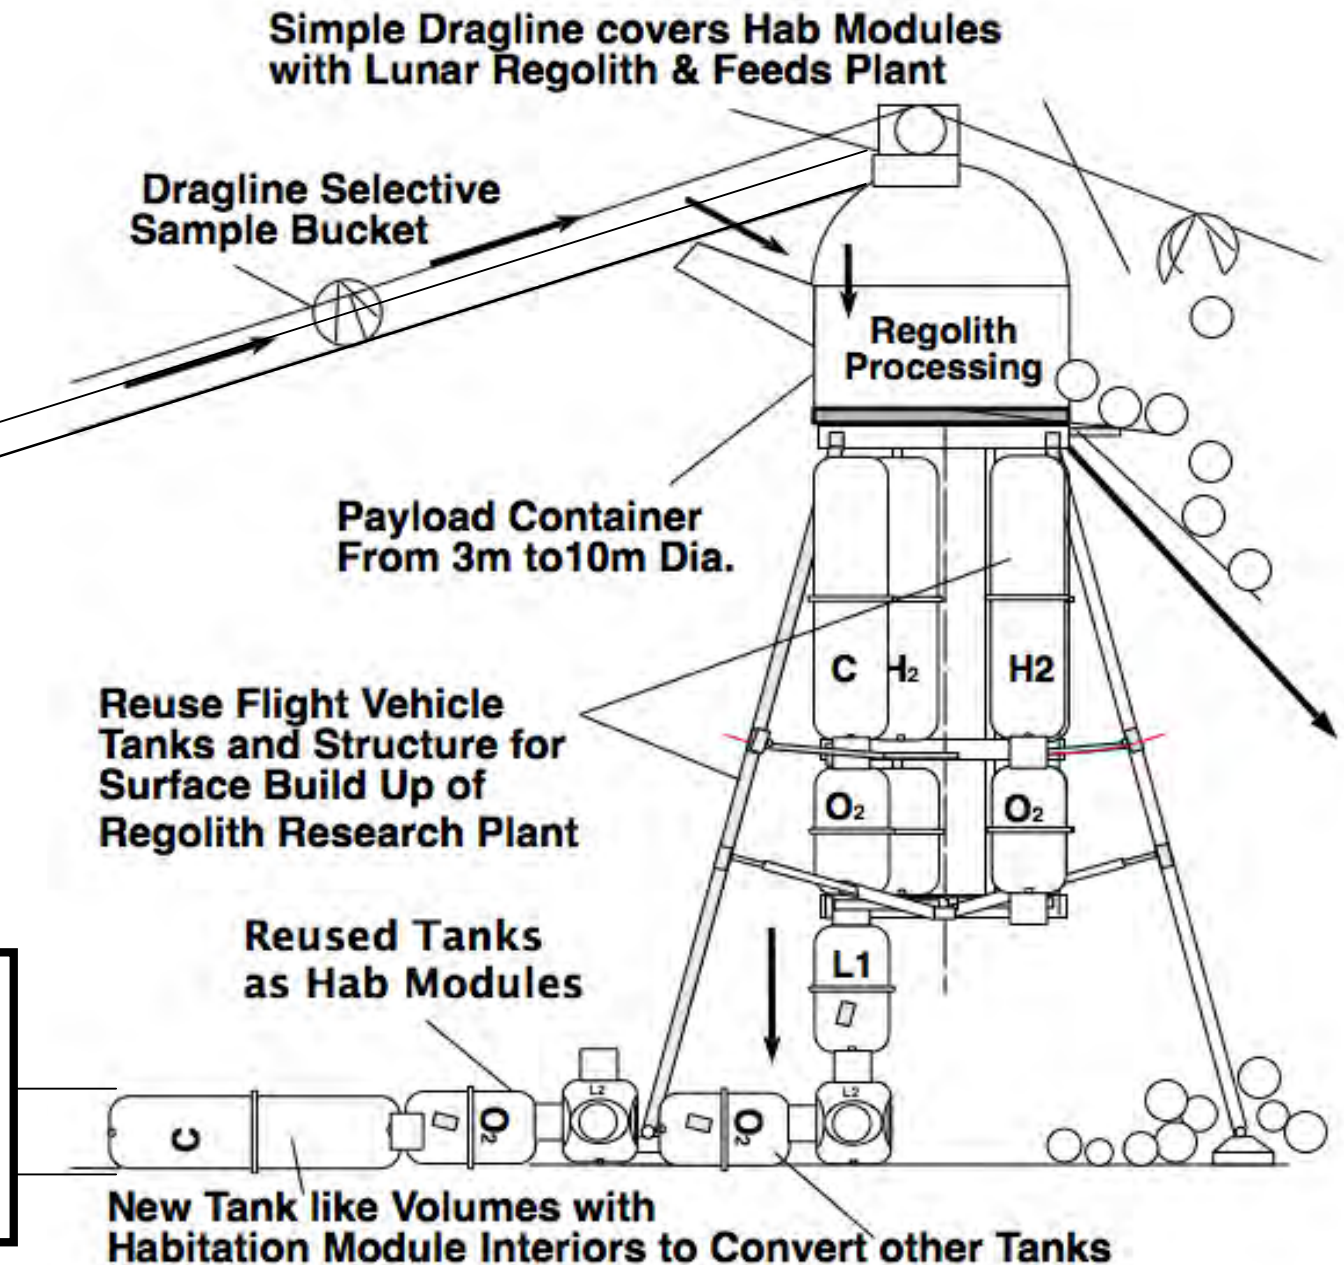 Simple Dragline covers Hab Modules
with Lunar Regolith & Feeds Plant
Dragline Selective
Sample Bucket
Regolith
Processing
Payload Container
From 3m to10m Dia.
C
H2
H2
Reuse Flight Vehicle
Tanks and Structure for
Surface Build Up of
Regolith Research Plant
O2
O2
Reused Tanks
as Hab Modules
L1
L2
L2
C
O2
O2
New Tank like Volumes with
Habitation Module Interiors to Convert other Tanks